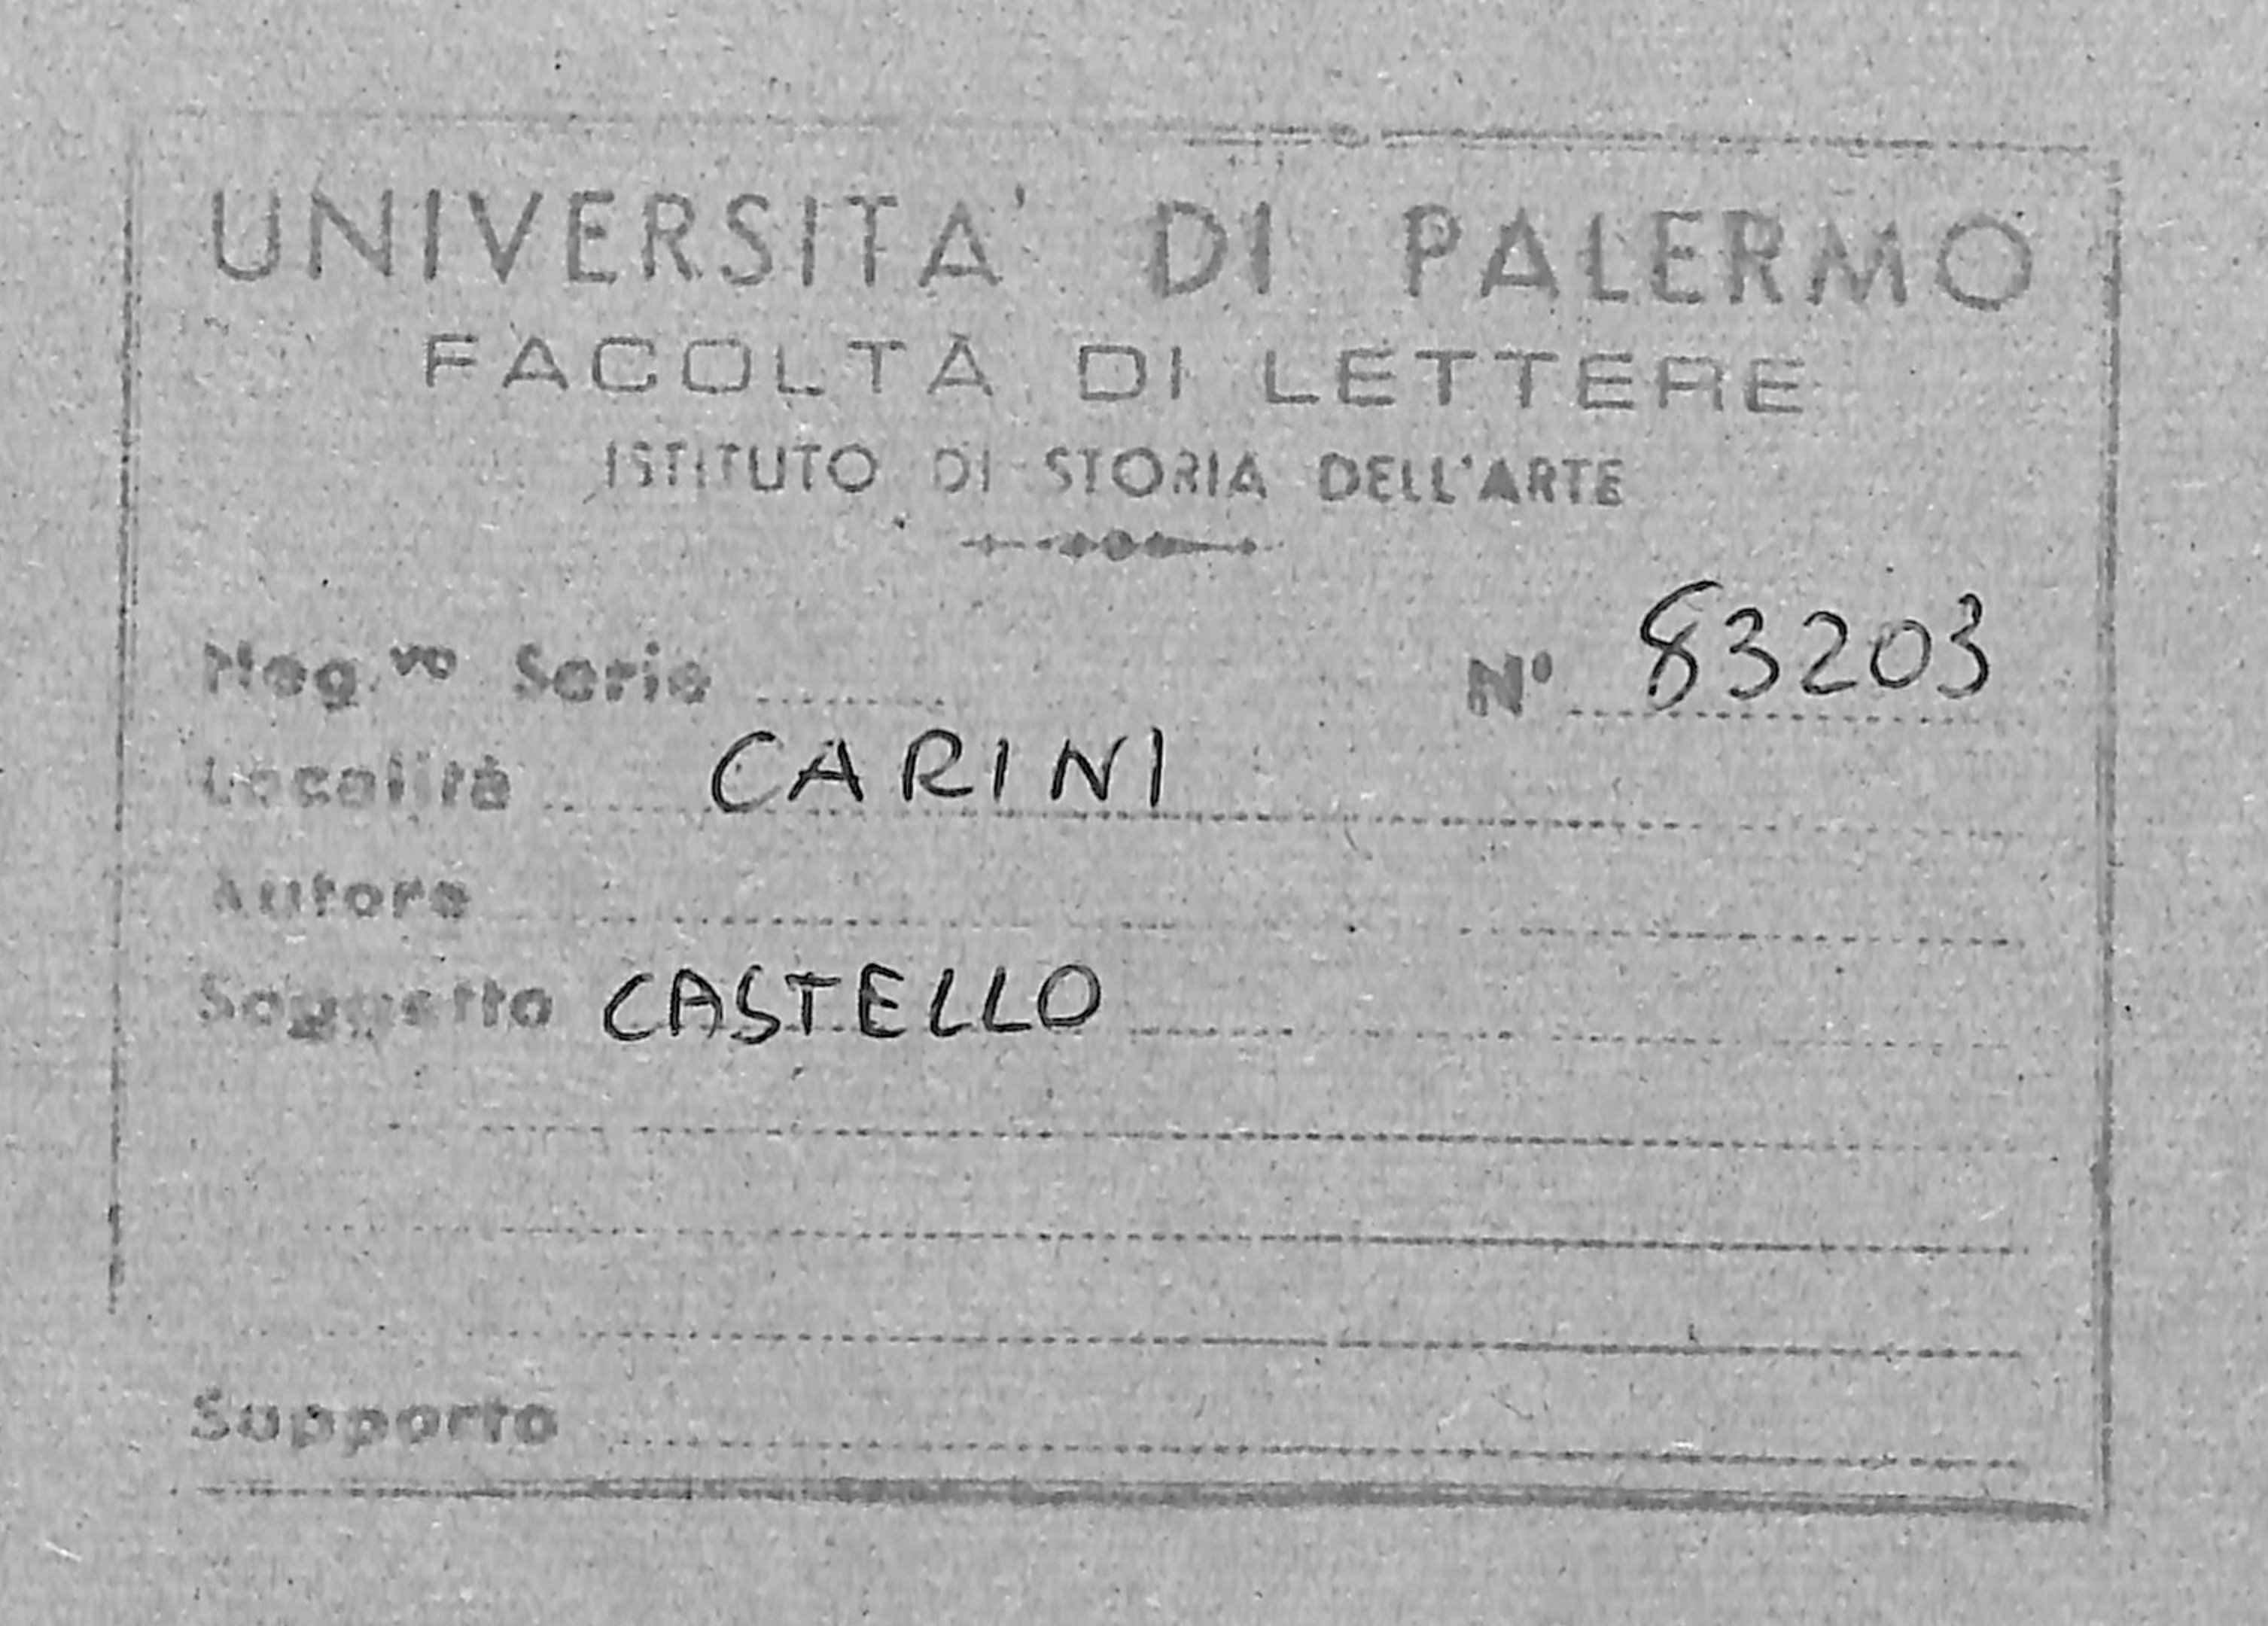 UNIVERSITA' DI PALERMO
FACOLTÀ DI LETTERE
ISTITUTO DI STORIA DELL'ARTE
Neg.vo Serie N° 83203
Località CARINI
Autore
Soggetto CASTELLO
Supporto